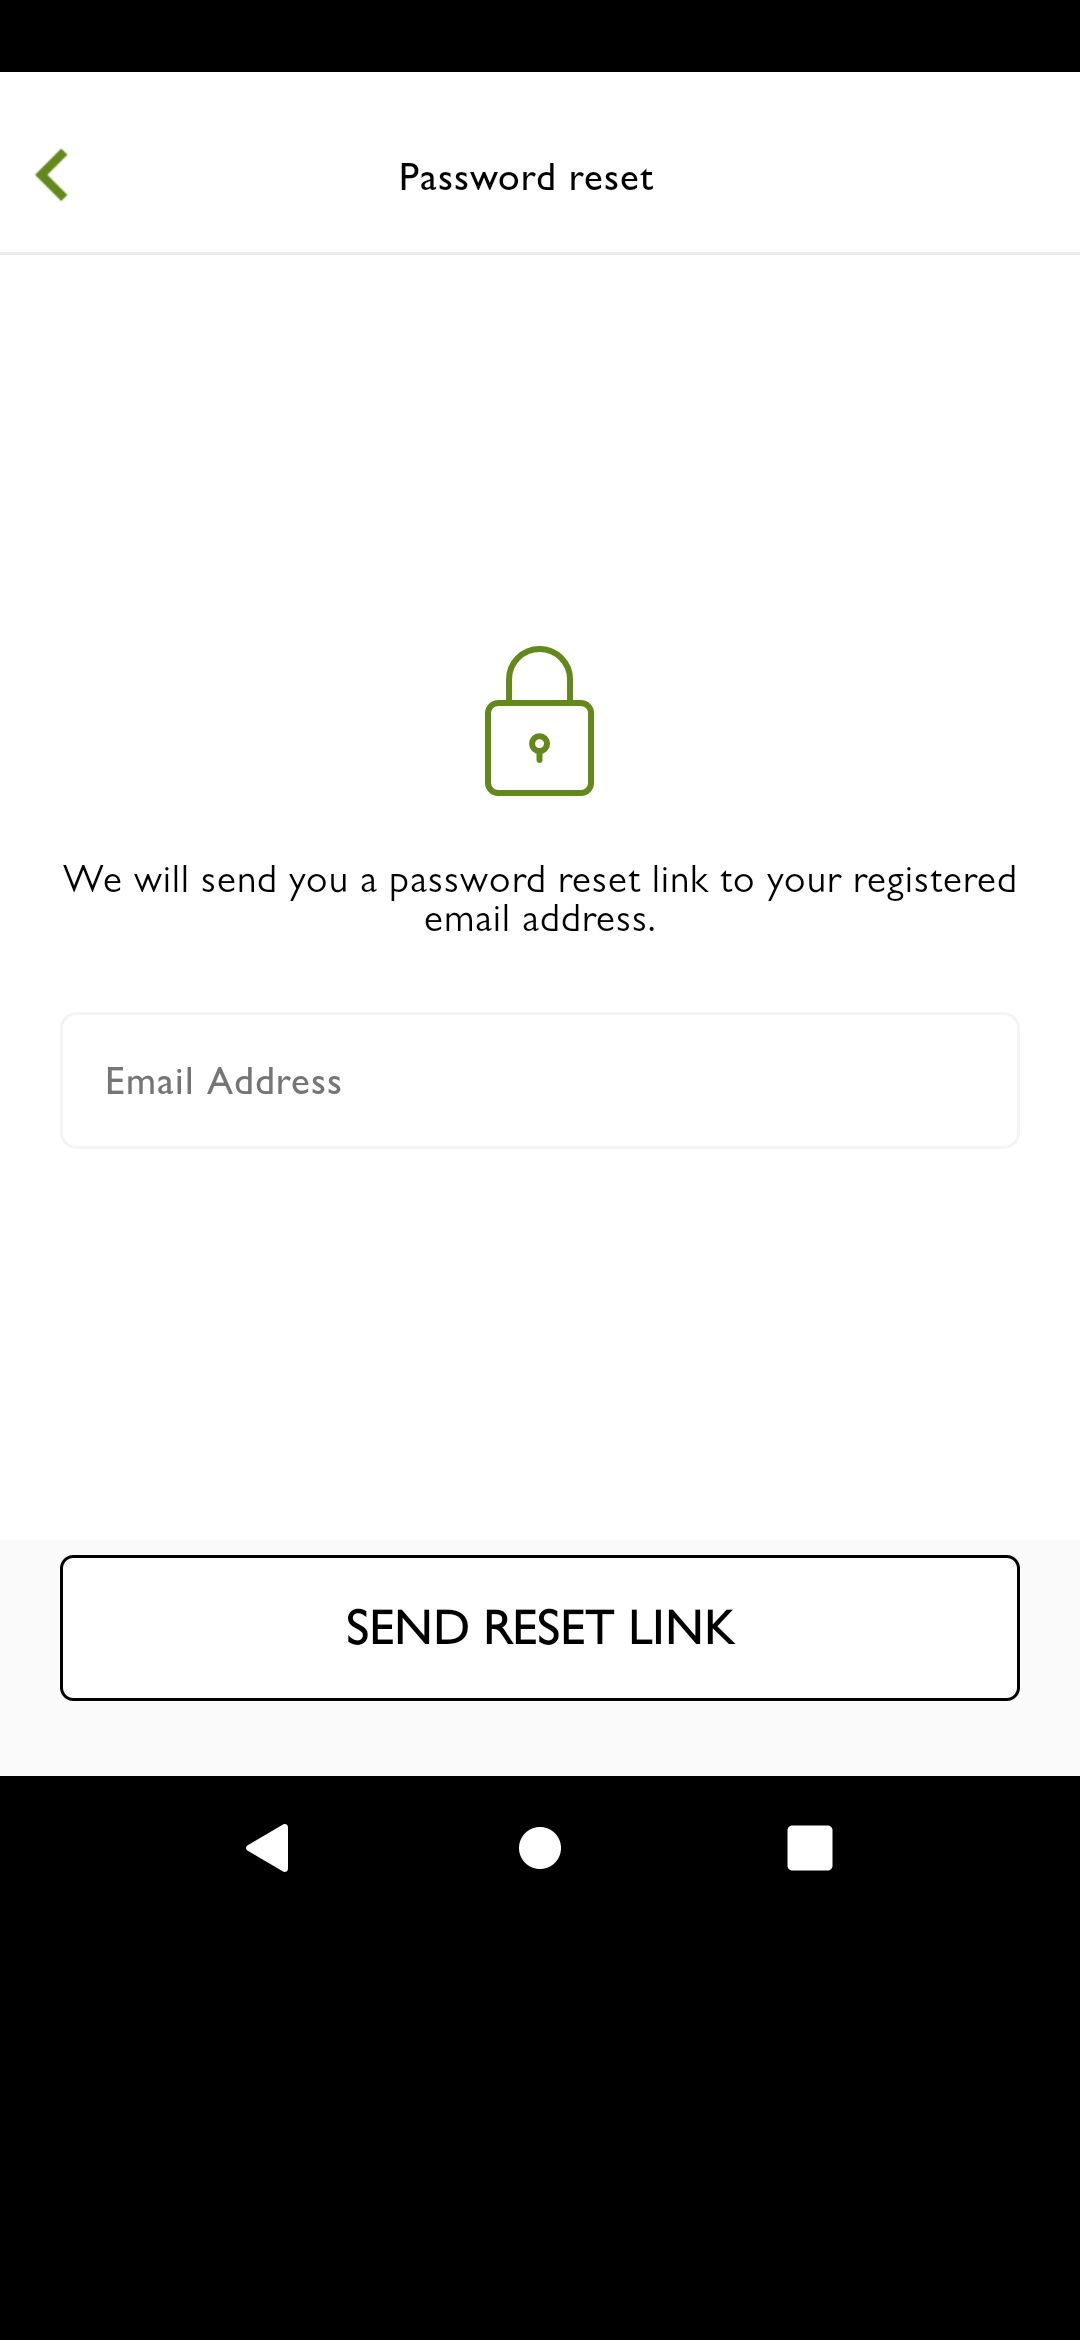 Password reset
We will send you a password reset link to your registered
email address.
Email Address
SEND RESET LINK